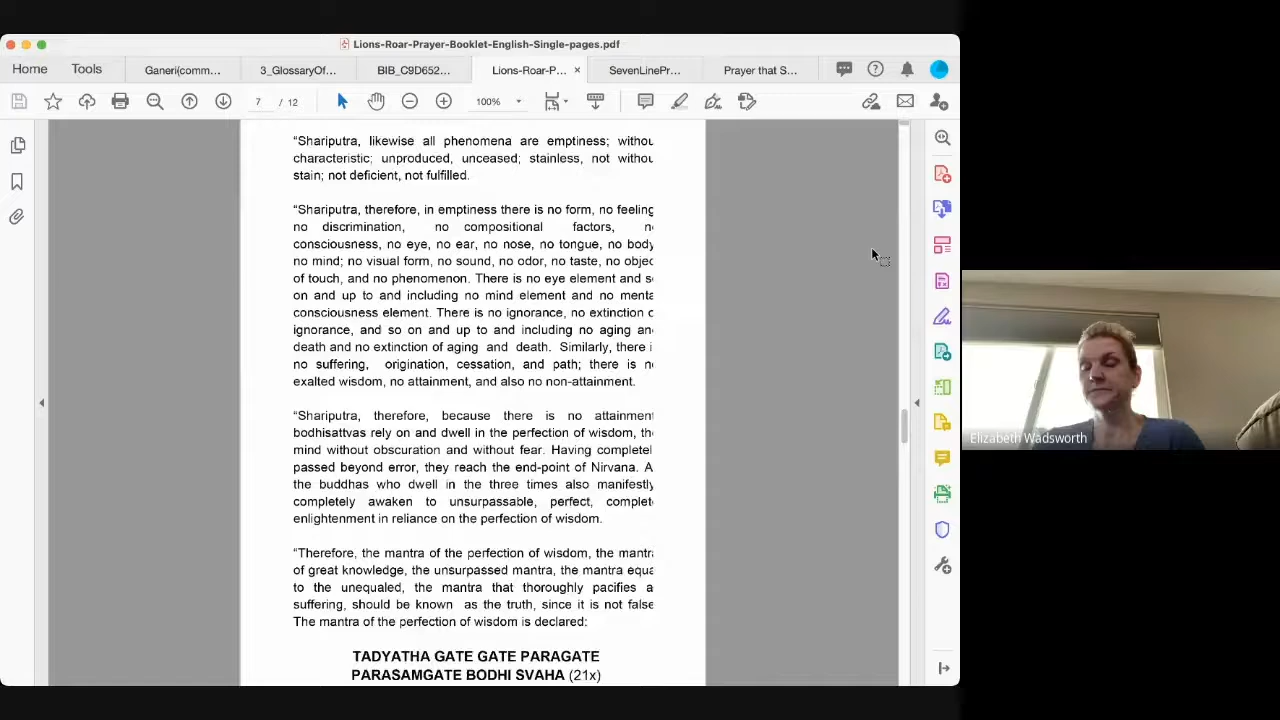 Lions-Roar-Prayer-Booklet-English-Single-pages.pdf
Home Tools Ganeri(comm... 3_GlossaryOf... BIB_C9D652... Lions-Roar-P... SevenLinePr... Prayer that S...
7 / 12 100%
“Shariputra, likewise all phenomena are emptiness; withou
characteristic; unproduced, unceased; stainless, not withou
stain; not deficient, not fulfilled.
“Shariputra, therefore, in emptiness there is no form, no feeling
no discrimination, no compositional factors, n
consciousness, no eye, no ear, no nose, no tongue, no body
no mind; no visual form, no sound, no odor, no taste, no objec
of touch, and no phenomenon. There is no eye element and s
on and up to and including no mind element and no menta
consciousness element. There is no ignorance, no extinction o
ignorance, and so on and up to and including no aging an
death and no extinction of aging and death. Similarly, there i
no suffering, origination, cessation, and path; there is n
exalted wisdom, no attainment, and also no non-attainment.
“Shariputra, therefore, because there is no attainment
bodhisattvas rely on and dwell in the perfection of wisdom, th
mind without obscuration and without fear. Having completel
passed beyond error, they reach the end-point of Nirvana. A
the buddhas who dwell in the three times also manifestly
completely awaken to unsurpassable, perfect, complet
enlightenment in reliance on the perfection of wisdom.
“Therefore, the mantra of the perfection of wisdom, the mantr
of great knowledge, the unsurpassed mantra, the mantra equa
to the unequaled, the mantra that thoroughly pacifies a
suffering, should be known as the truth, since it is not false
The mantra of the perfection of wisdom is declared:
TADYATHA GATE GATE PARAGATE
PARASAMGATE BODHI SVAHA (21x)
Elizabeth Wadsworth